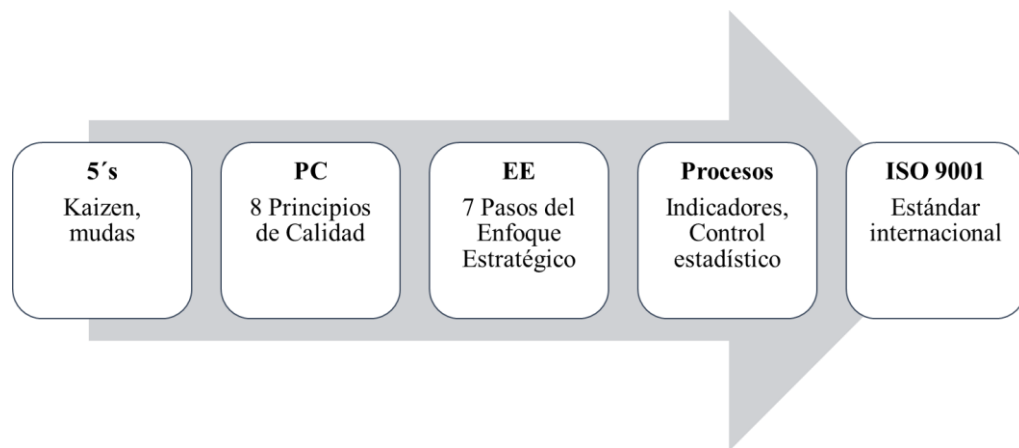 5´s
Kaizen,
mudas
PC
8 Principios
de Calidad
EE
7 Pasos del
Enfoque
Estratégico
Procesos
Indicadores,
Control
estadístico
ISO 9001
Estándar
internacional